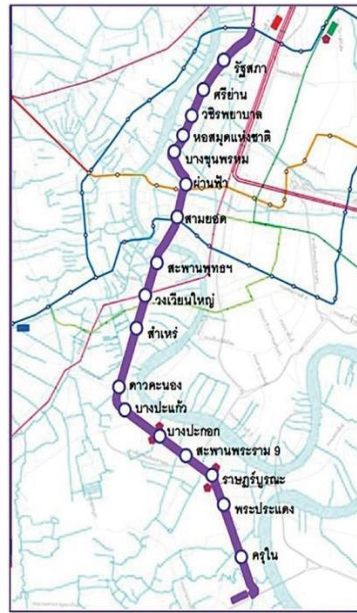 รัฐสภา
ศรีย่าน
วชิรพยาบาล
หอสมุดแห่งชาติ
บางขุนพรหม
ผ่านฟ้า
สามยอด
สะพานพุทธฯ
วงเวียนใหญ่
สำเหร่
ดาวคะนอง
บางปะแก้ว
บางปะกอก
สะพานพระราม 9
ราษฎร์บูรณะ
พระประแดง
ครุใน